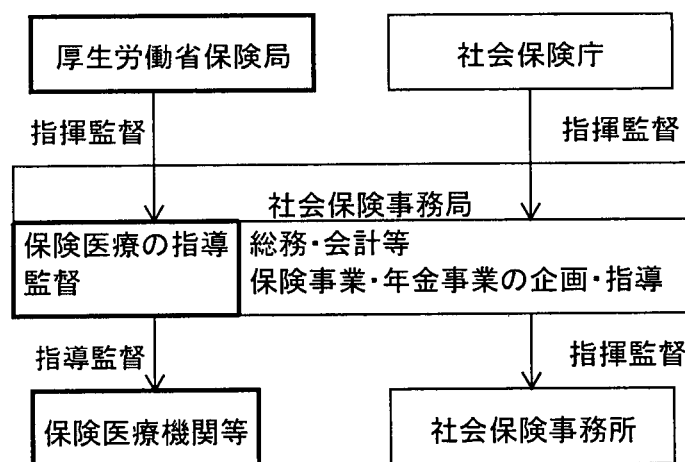 厚生労働省保険局
社会保険庁
指揮監督
指揮監督
社会保険事務局
保険医療の指導
監督
総務・会計等
保険事業・年金事業の企画・指導
指導監督
指揮監督
保険医療機関等
社会保険事務所